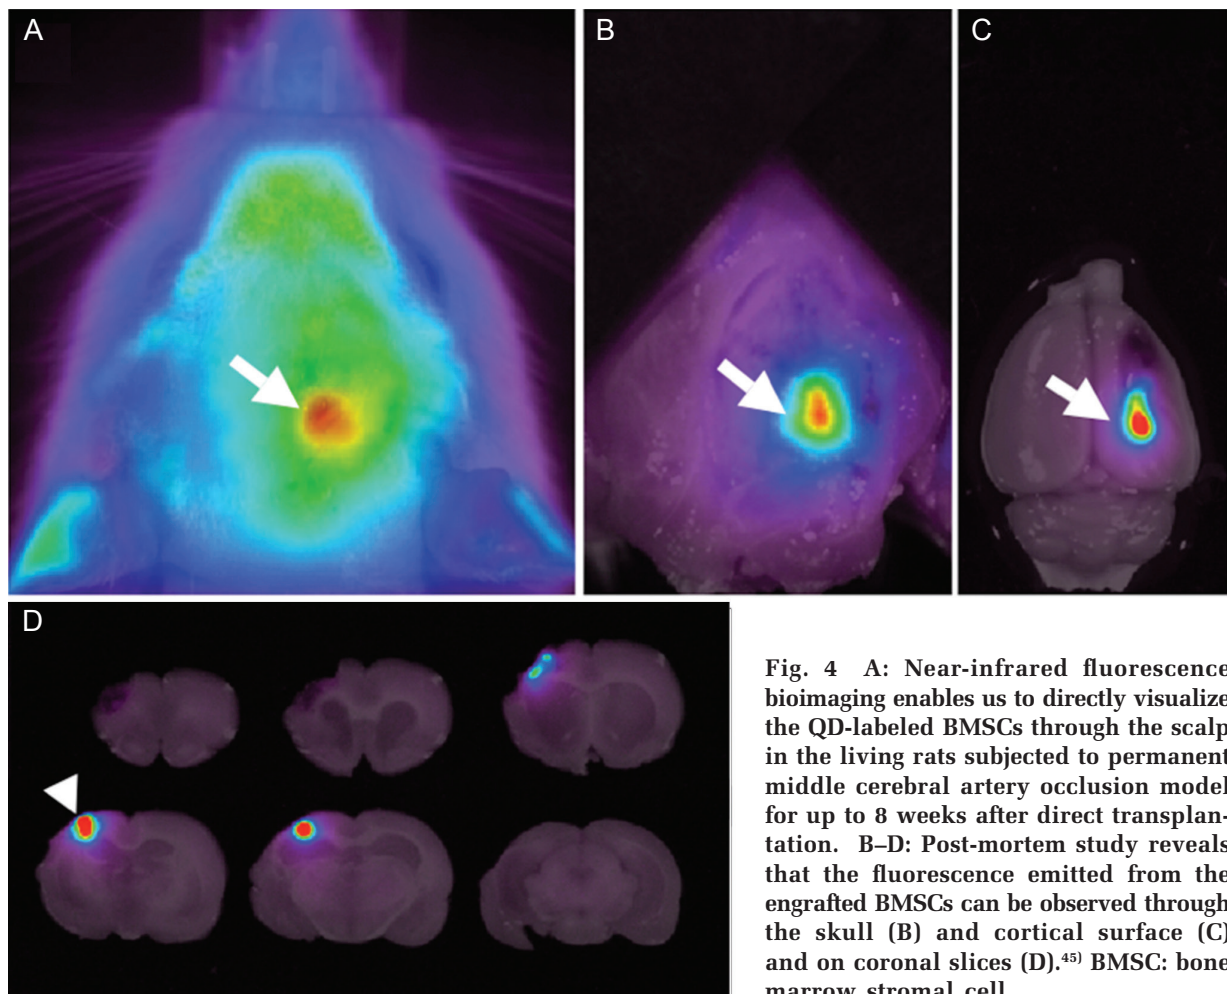 A
B
C
D
Fig. 4 A: Near-infrared fluorescence
bioimaging enables us to directly visualize
the QD-labeled BMSCs through the scalp
in the living rats subjected to permanent
middle cerebral artery occlusion model
for up to 8 weeks after direct transplan-
tation. B–D: Post-mortem study reveals
that the fluorescence emitted from the
engrafted BMSCs can be observed through
the skull (B) and cortical surface (C)
and on coronal slices (D).45) BMSC: bone
marrow stromal cell